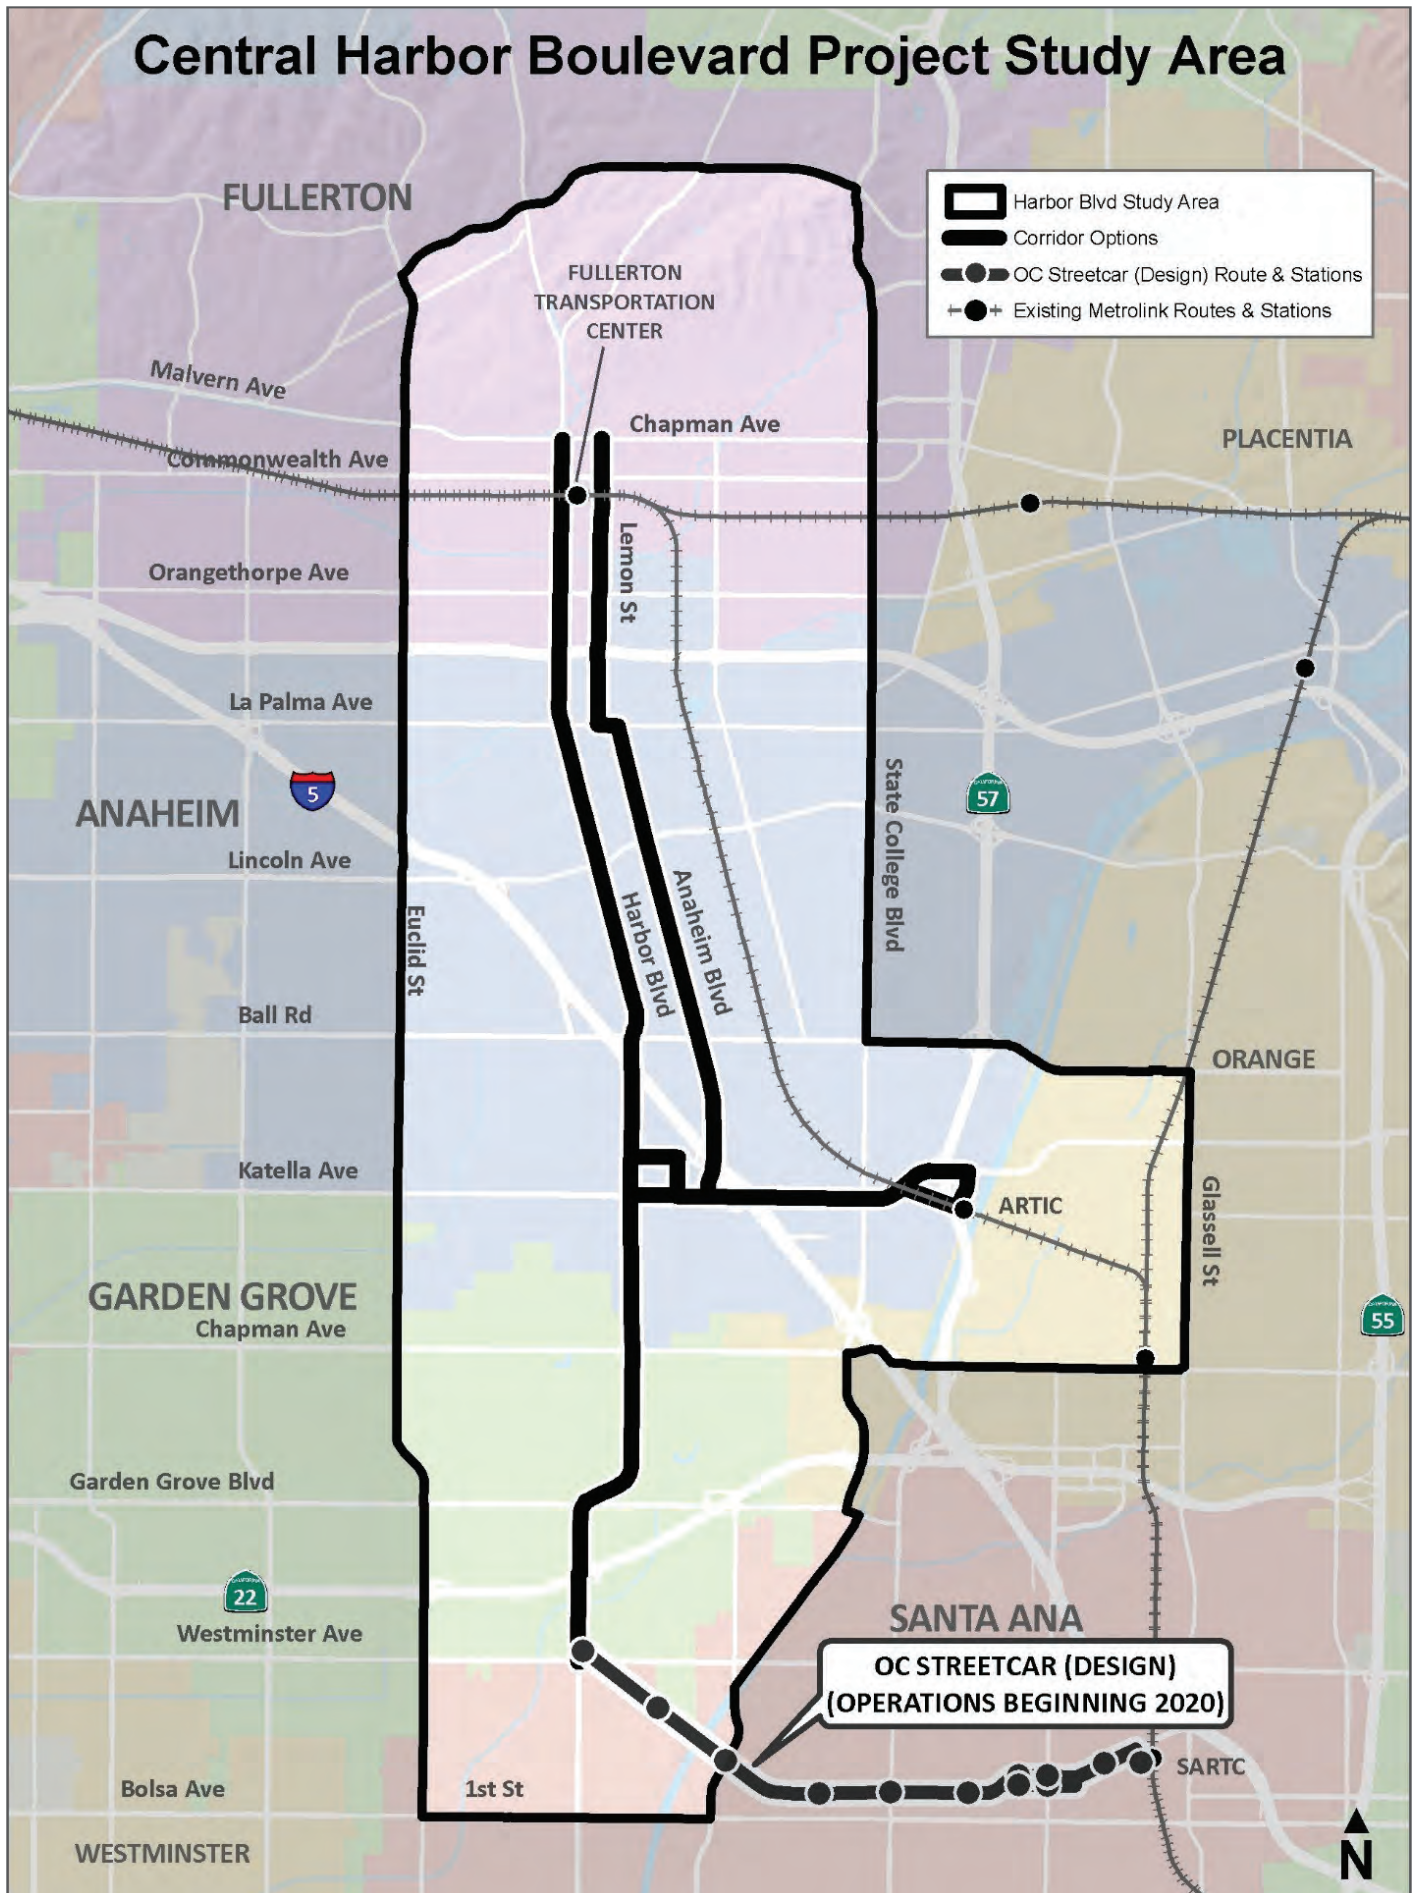 Central Harbor Boulevard Project Study Area
FULLERTON
Harbor Blvd Study Area
Corridor Options
OC Streetcar (Design) Route & Stations
Existing Metrolink Routes & Stations
FULLERTON
TRANSPORTATION
CENTER
Malvern Ave
Chapman Ave
PLACENTIA
Commonwealth Ave
Lemon St
Orangethorpe Ave
La Palma Ave
5
ANAHEIM
State College Blvd
CALIFORNIA
57
Lincoln Ave
Euclid St
Harbor Blvd
Anaheim Blvd
Ball Rd
ORANGE
Katella Ave
ARTIC
Glassell St
GARDEN GROVE
Chapman Ave
CALIFORNIA
55
Garden Grove Blvd
CALIFORNIA
22
Westminster Ave
SANTA ANA
OC STREETCAR (DESIGN)
(OPERATIONS BEGINNING 2020)
SARTC
Bolsa Ave
1st St
WESTMINSTER
N